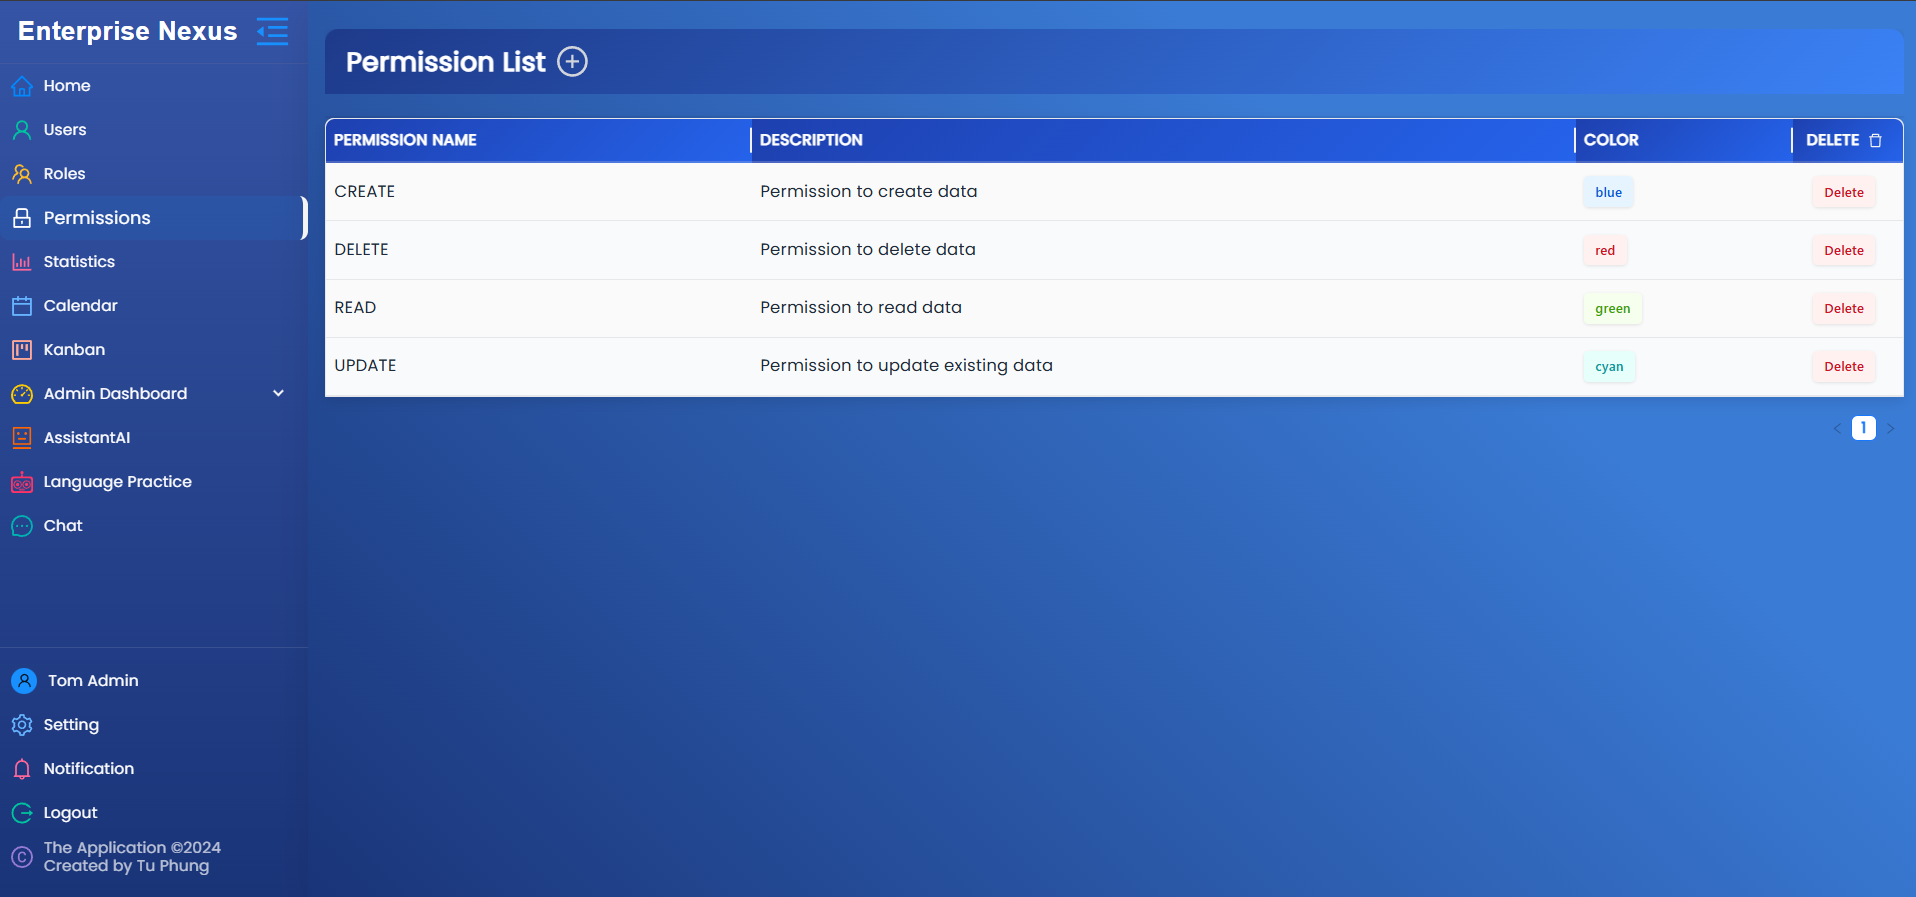 Enterprise Nexus
Home
Users
Roles
Permissions
Statistics
Calendar
Kanban
Admin Dashboard
AssistantAI
Language Practice
Chat
Tom Admin
Setting
Notification
Logout
The Application ©2024
Created by Tu Phung
Permission List
PERMISSION NAME DESCRIPTION COLOR DELETE
CREATE Permission to create data blue Delete
DELETE Permission to delete data red Delete
READ Permission to read data green Delete
UPDATE Permission to update existing data cyan Delete
1